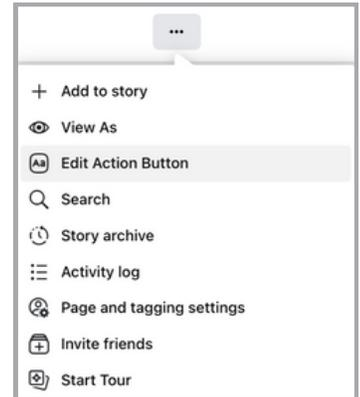 ...
Add to story
View As
Aa Edit Action Button
Search
Story archive
Activity log
Page and tagging settings
Invite friends
Start Tour